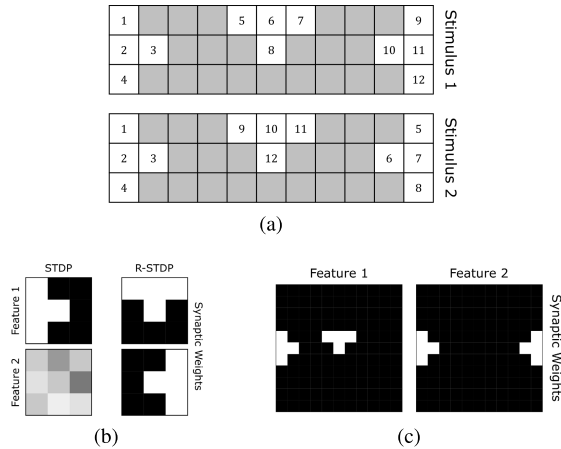 1 5 6 7 9
2 3 8 10 11
4 12
Stimulus 1
1 9 10 11 5
2 3 12 6 7
4 8
Stimulus 2
(a)
STDP R-STDP
Feature 1
Feature 2
Synaptic Weights
(b)
Feature 1 Feature 2
Synaptic Weights
(c)